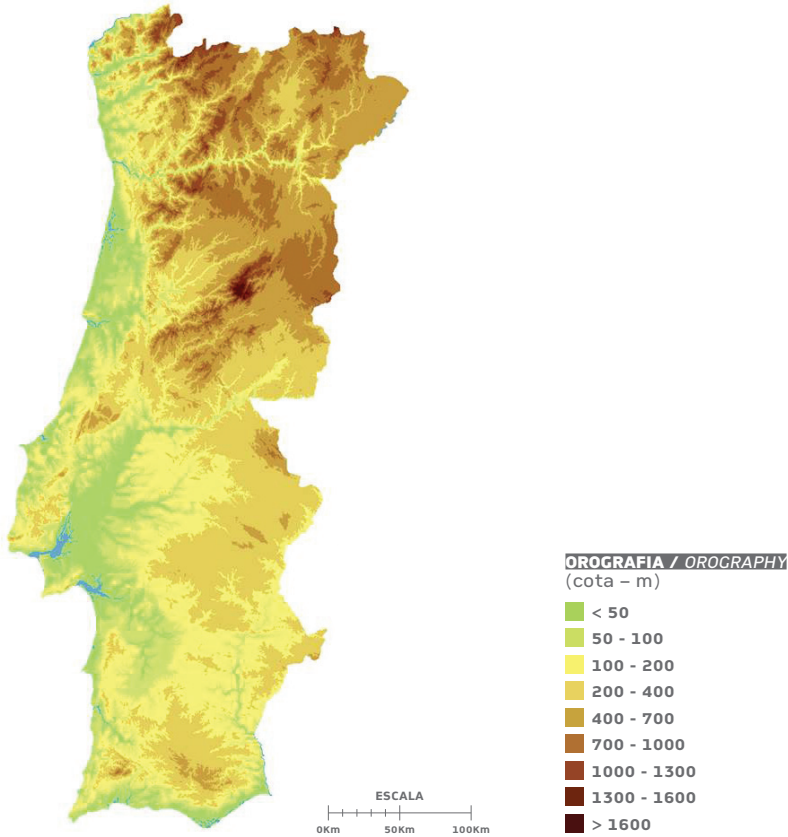 OROGRAFIA / OROGRAPHY
(cota – m)
< 50
50 - 100
100 - 200
200 - 400
400 - 700
700 - 1000
1000 - 1300
1300 - 1600
> 1600
ESCALA
0Km 50Km 100Km